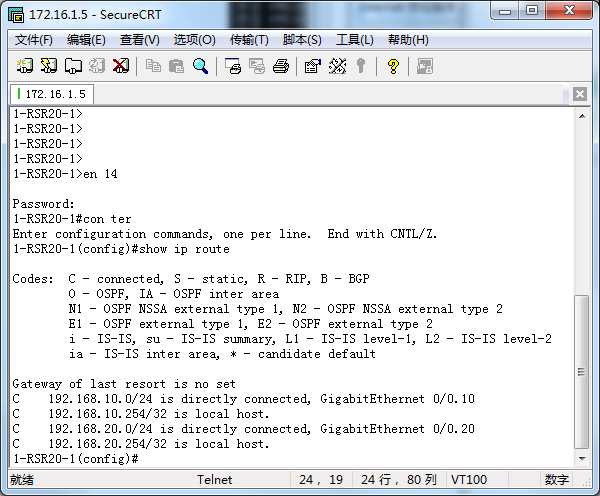 172.16.1.5 - SecureCRT
文件(F) 编辑(E) 查看(V) 选项(O) 传输(T) 脚本(S) 工具(L) 帮助(H)
172.16.1.5
1-RSR20-1>
1-RSR20-1>
1-RSR20-1>
1-RSR20-1>
1-RSR20-1>en 14
Password:
1-RSR20-1#con ter
Enter configuration commands, one per line.  End with CNTL/Z.
1-RSR20-1(config)#show ip route
Codes:  C - connected, S - static, R - RIP, B - BGP
O - OSPF, IA - OSPF inter area
N1 - OSPF NSSA external type 1, N2 - OSPF NSSA external type 2
E1 - OSPF external type 1, E2 - OSPF external type 2
i - IS-IS, su - IS-IS summary, L1 - IS-IS level-1, L2 - IS-IS level-2
ia - IS-IS inter area, * - candidate default
Gateway of last resort is no set
C    192.168.10.0/24 is directly connected, GigabitEthernet 0/0.10
C    192.168.10.254/32 is local host.
C    192.168.20.0/24 is directly connected, GigabitEthernet 0/0.20
C    192.168.20.254/32 is local host.
1-RSR20-1(config)#
就绪 Telnet 24, 19 24 行, 80 列 VT100 数字